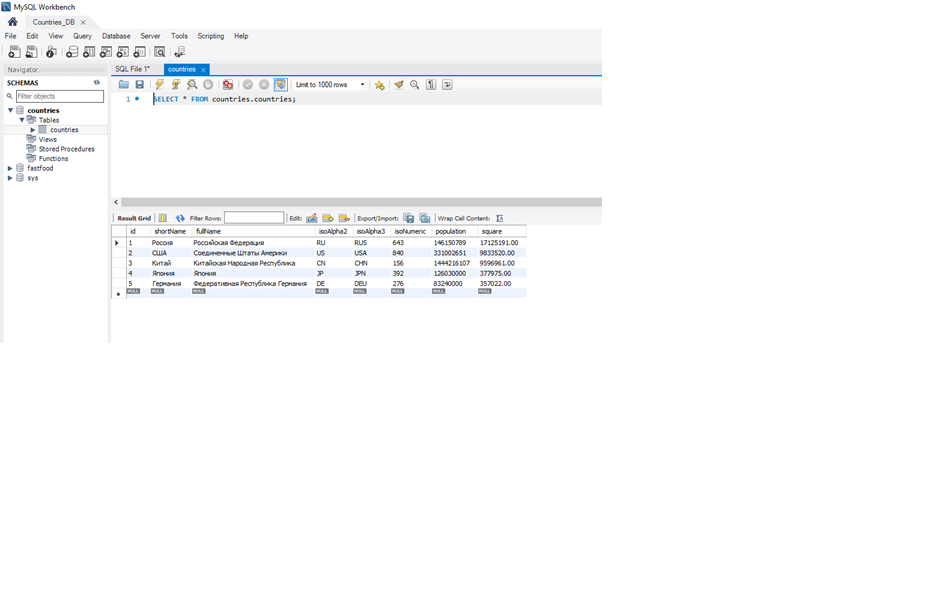 MySQL Workbench
Countries_DB ×
File Edit View Query Database Server Tools Scripting Help
Navigator
SCHEMAS
Filter objects
countries
Tables
countries
Views
Stored Procedures
Functions
fastfood
sys
SQL File 1* countries ×
Limit to 1000 rows
1 SELECT * FROM countries.countries;
Result Grid Filter Rows: Edit: Export/Import: Wrap Cell Content:
id shortName fullName isoAlpha2 isoAlpha3 isoNumeric population square
1 Россия Российская Федерация RU RUS 643 146150789 17125191.00
2 США Соединенные Штаты Америки US USA 840 331002651 9833520.00
3 Китай Китайская Народная Республика CN CHN 156 1444216107 9596961.00
4 Япония Япония JP JPN 392 126030000 377975.00
5 Германия Федеративная Республика Германия DE DEU 276 83240000 357022.00
NULL NULL NULL NULL NULL NULL NULL NULL